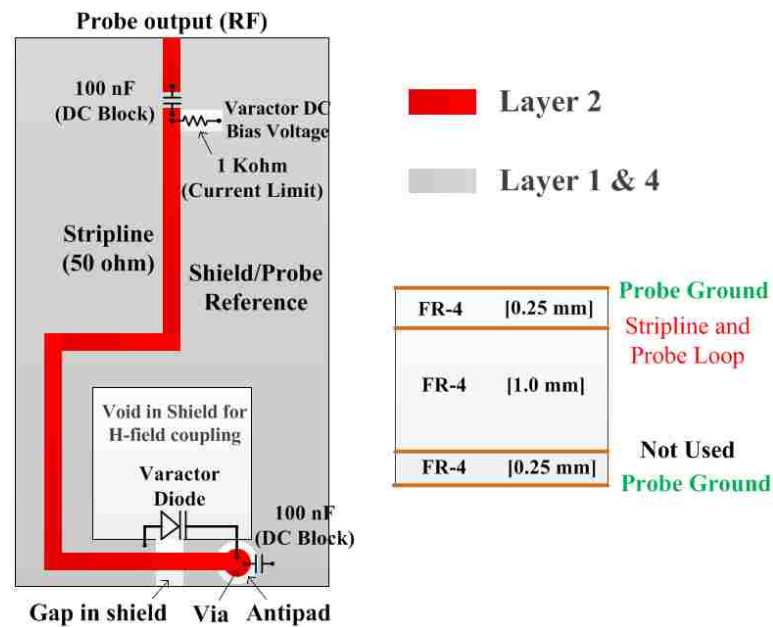 Probe output (RF)
100 nF
(DC Block)
Varactor DC
Bias Voltage
1 Kohm
(Current Limit)
Stripline
(50 ohm)
Shield/Probe
Reference
Void in Shield for
H-field coupling
Varactor
Diode
100 nF
(DC Block)
Gap in shield
Via
Antipad
Layer 2
Layer 1 & 4
FR-4 [0.25 mm]
FR-4 [1.0 mm]
FR-4 [0.25 mm]
Probe Ground
Stripline and
Probe Loop
Not Used
Probe Ground